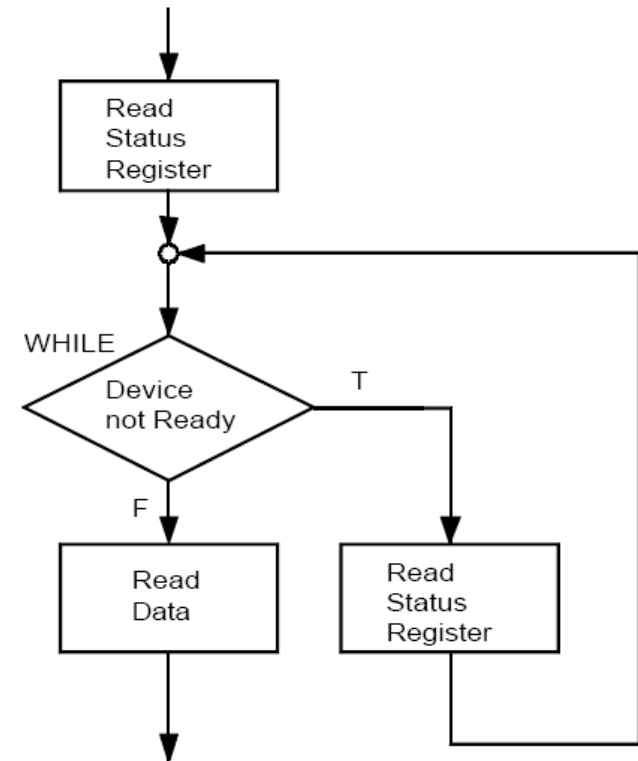 Read
Status
Register
WHILE
Device
not Ready
T
F
Read
Data
Read
Status
Register